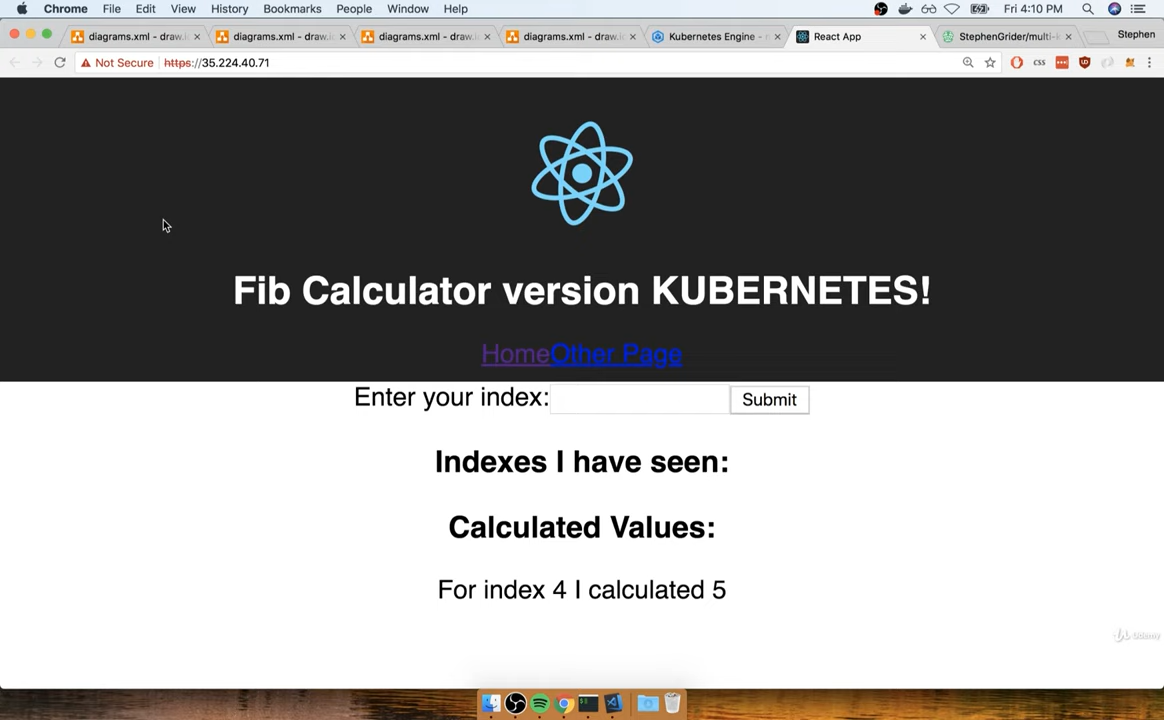 Chrome File Edit View History Bookmarks People Window Help Fri 4:10 PM
diagrams.xml - draw.i diagrams.xml - draw.i diagrams.xml - draw.i diagrams.xml - draw.i Kubernetes Engine - React App StephenGrider/multi-k Stephen
Not Secure https://35.224.40.71 CSS
Fib Calculator version KUBERNETES!
HomeOther Page
Enter your index: Submit
Indexes I have seen:
Calculated Values:
For index 4 I calculated 5
Udemy